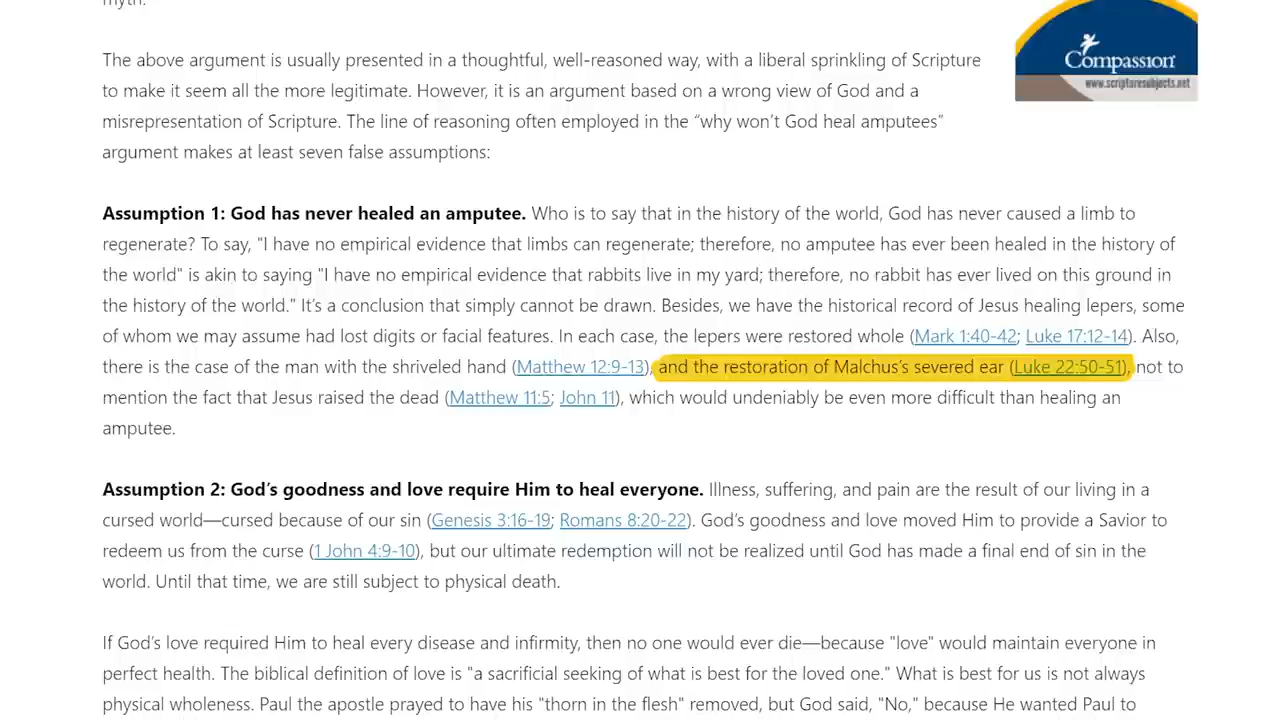 myth.
Compassion
www.scripturesubjects.net
The above argument is usually presented in a thoughtful, well-reasoned way, with a liberal sprinkling of Scripture
to make it seem all the more legitimate. However, it is an argument based on a wrong view of God and a
misrepresentation of Scripture. The line of reasoning often employed in the “why won’t God heal amputees”
argument makes at least seven false assumptions:
Assumption 1: God has never healed an amputee. Who is to say that in the history of the world, God has never caused a limb to
regenerate? To say, "I have no empirical evidence that limbs can regenerate; therefore, no amputee has ever been healed in the history of
the world" is akin to saying "I have no empirical evidence that rabbits live in my yard; therefore, no rabbit has ever lived on this ground in
the history of the world." It’s a conclusion that simply cannot be drawn. Besides, we have the historical record of Jesus healing lepers, some
of whom we may assume had lost digits or facial features. In each case, the lepers were restored whole (Mark 1:40-42; Luke 17:12-14). Also,
there is the case of the man with the shriveled hand (Matthew 12:9-13), and the restoration of Malchus’s severed ear (Luke 22:50-51), not to
mention the fact that Jesus raised the dead (Matthew 11:5; John 11), which would undeniably be even more difficult than healing an
amputee.
Assumption 2: God’s goodness and love require Him to heal everyone. Illness, suffering, and pain are the result of our living in a
cursed world—cursed because of our sin (Genesis 3:16-19; Romans 8:20-22). God’s goodness and love moved Him to provide a Savior to
redeem us from the curse (1 John 4:9-10), but our ultimate redemption will not be realized until God has made a final end of sin in the
world. Until that time, we are still subject to physical death.
If God’s love required Him to heal every disease and infirmity, then no one would ever die—because "love" would maintain everyone in
perfect health. The biblical definition of love is "a sacrificial seeking of what is best for the loved one." What is best for us is not always
physical wholeness. Paul the apostle prayed to have his "thorn in the flesh" removed, but God said, "No," because He wanted Paul to